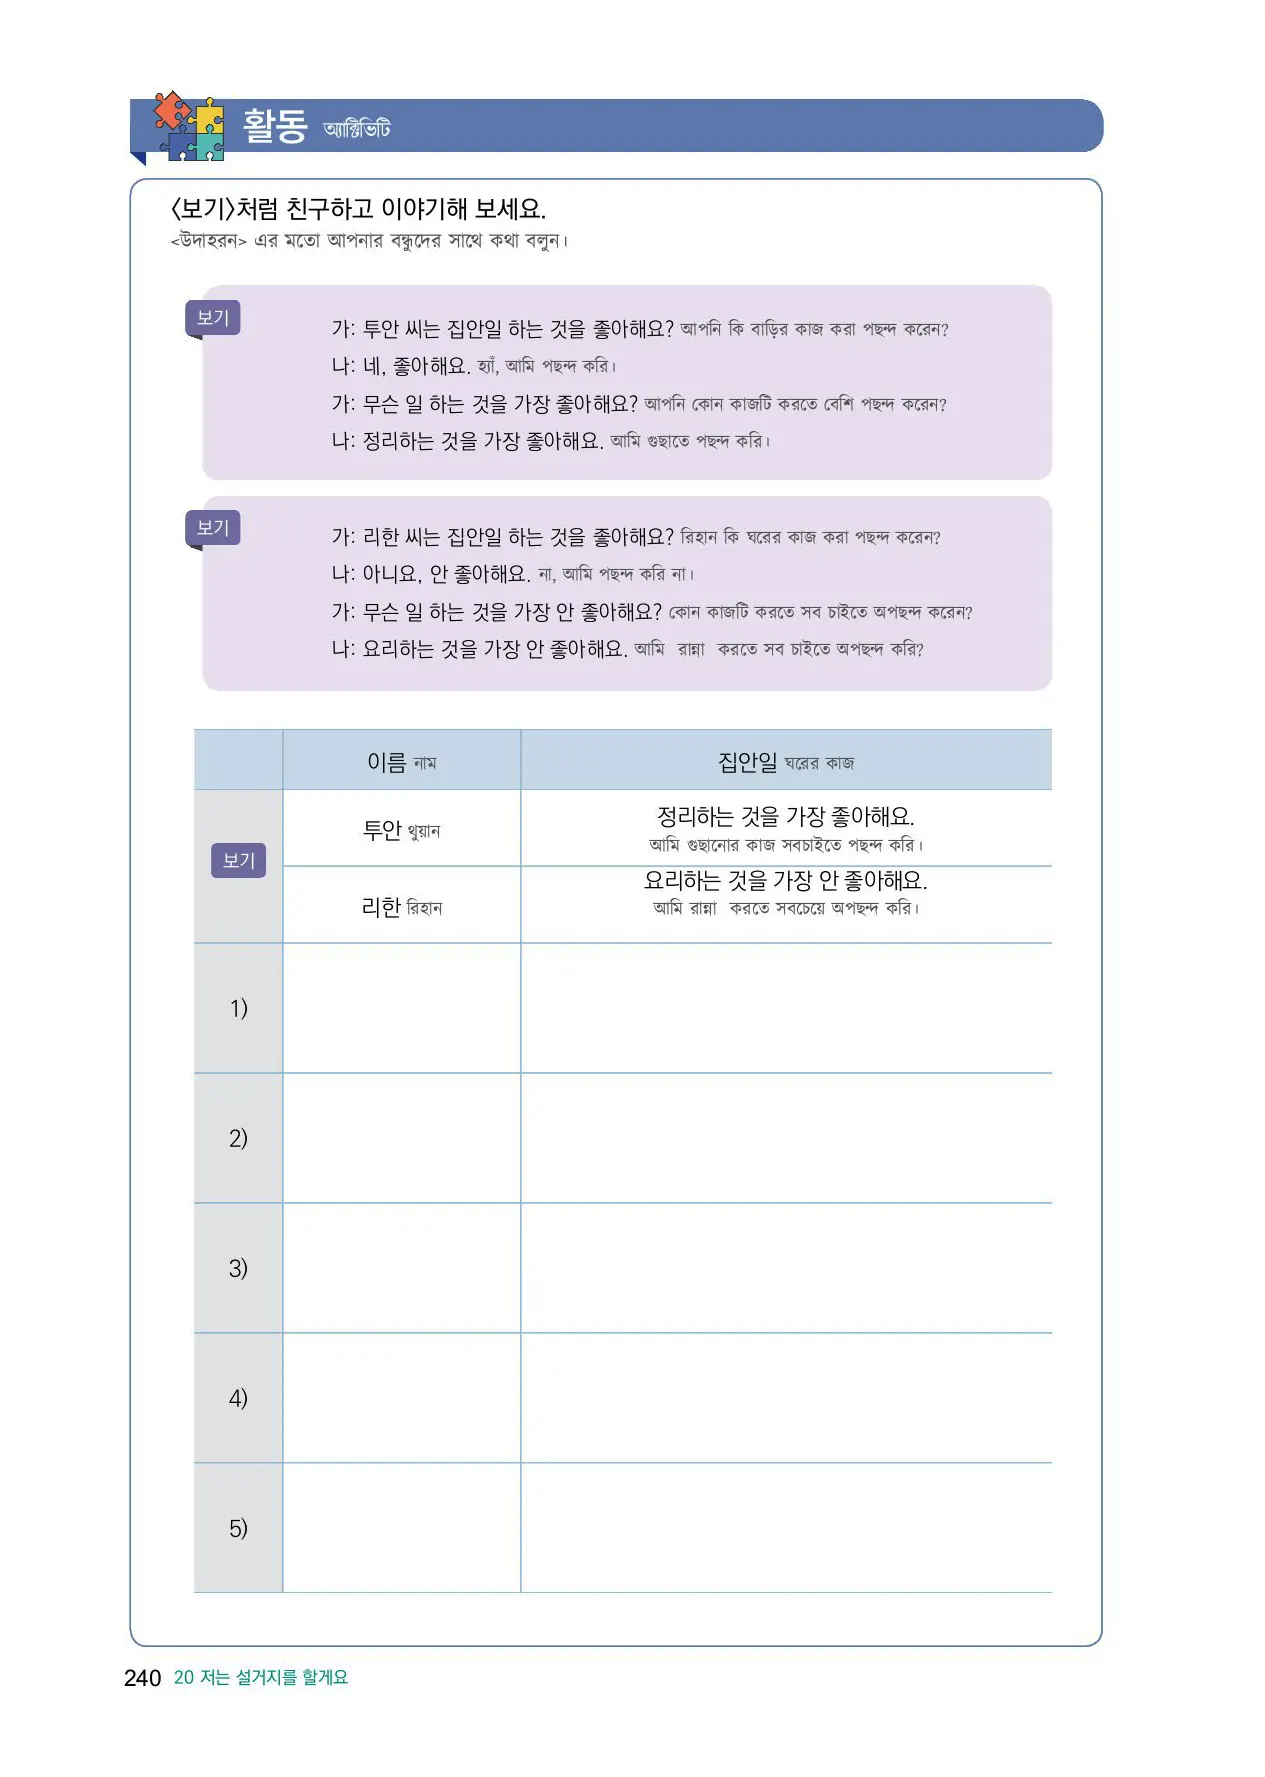 활동 অ্যাক্টিভিটি
<보기>처럼 친구하고 이야기해 보세요.
<উদাহরন> এর মতো আপনার বন্ধুদের সাথে কথা বলুন।
보기
가: 투안 씨는 집안일 하는 것을 좋아해요? আপনি কি বাড়ির কাজ করা পছন্দ করেন?
나: 네, 좋아해요. হ্যাঁ, আমি পছন্দ করি।
가: 무슨 일 하는 것을 가장 좋아해요? আপনি কোন কাজটি করতে বেশি পছন্দ করেন?
나: 정리하는 것을 가장 좋아해요. আমি গুছাতে পছন্দ করি।
보기
가: 리한 씨는 집안일 하는 것을 좋아해요? রিহান কি ঘরের কাজ করা পছন্দ করেন?
나: 아니요, 안 좋아해요. না, আমি পছন্দ করি না।
가: 무슨 일 하는 것을 가장 안 좋아해요? কোন কাজটি করতে সব চাইতে অপছন্দ করেন?
나: 요리하는 것을 가장 안 좋아해요. আমি রান্না করতে সব চাইতে অপছন্দ করি?
이름 নাম 집안일 ঘরের কাজ
보기
투안 থুয়ান
정리하는 것을 가장 좋아해요.
আমি গুছানোর কাজ সবচাইতে পছন্দ করি।
리한 রিহান
요리하는 것을 가장 안 좋아해요.
আমি রান্না করতে সবচেয়ে অপছন্দ করি।
1)
2)
3)
4)
5)
240 20 저는 설거지를 할게요